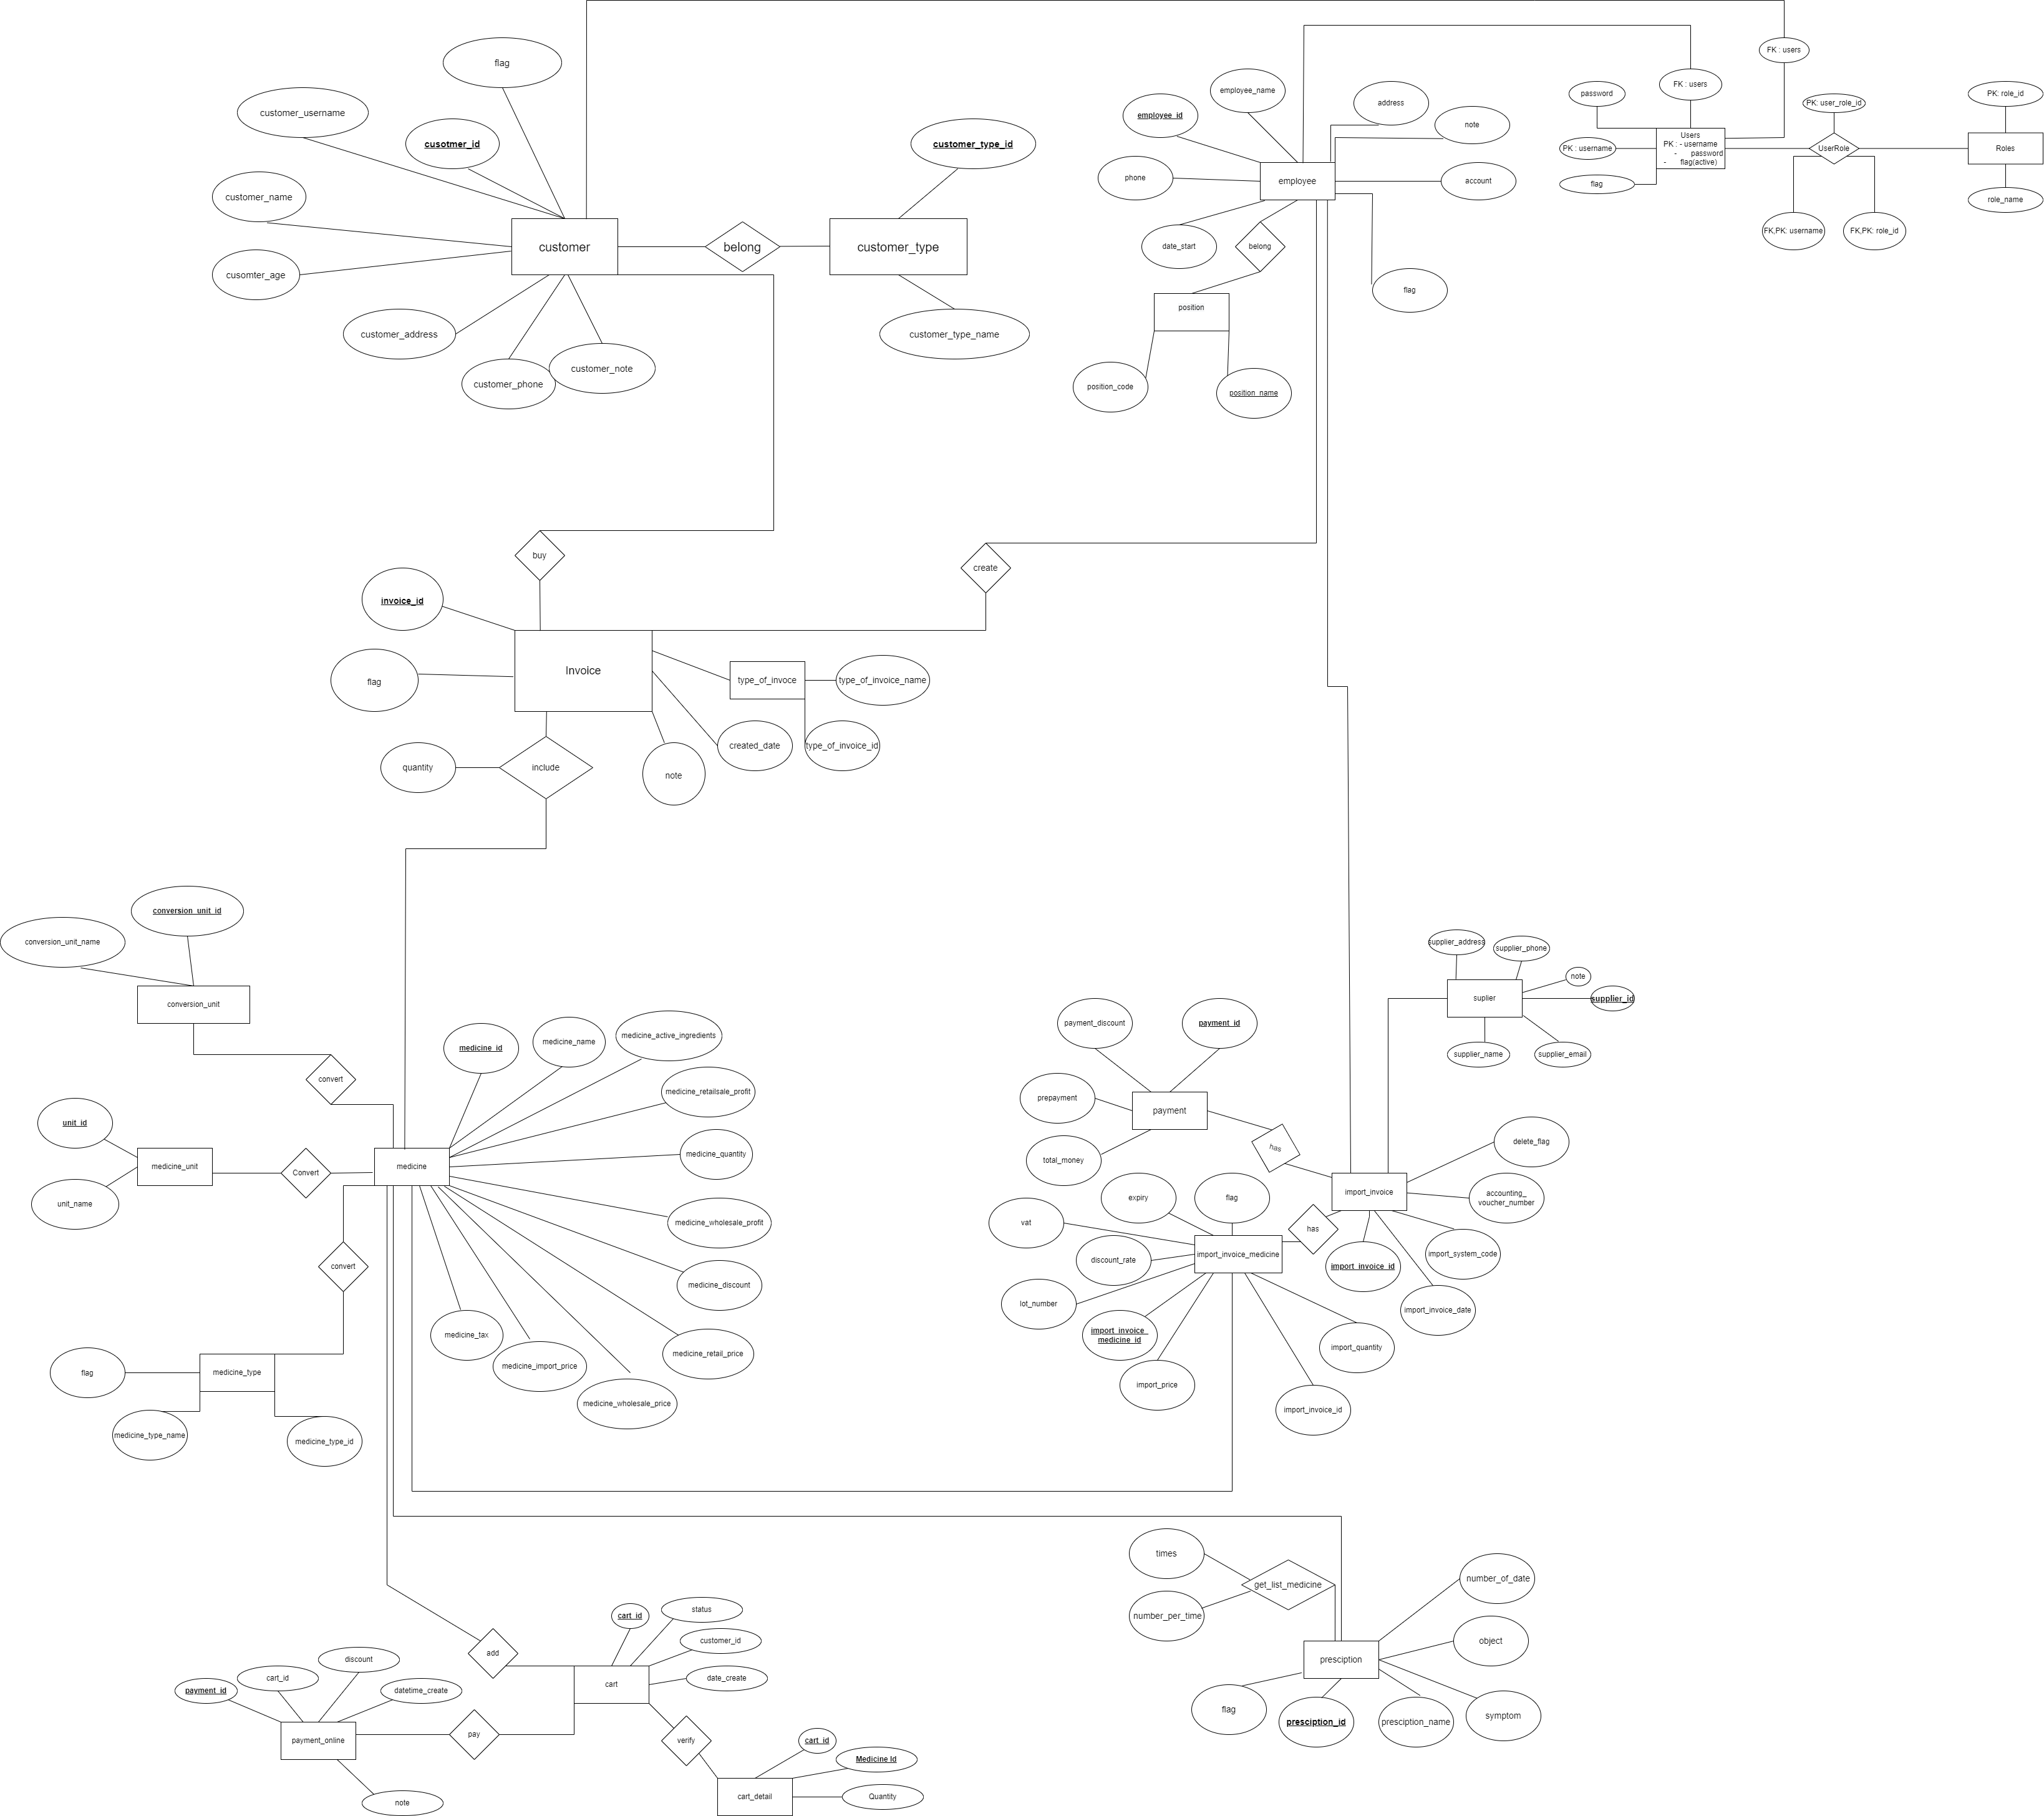 flag
customer_username
cusotmer_id
customer_name
cusomter_age
customer
customer_address
customer_phone
customer_note
belong
customer_type_id
customer_type
customer_type_name
employee_name
employee_id
address
note
phone
employee
account
date_start
belong
flag
position
position_code
position_name
FK : users
FK : users
password
PK : username
flag
Users
PK : - username
- password
- flag(active)
PK: user_role_id
UserRole
FK,PK: username
FK,PK: role_id
PK: role_id
Roles
role_name
buy
create
invoice_id
flag
Invoice
type_of_invoce
type_of_invoice_name
created_date
type_of_invoice_id
note
quantity
include
conversion_unit_id
conversion_unit_name
conversion_unit
convert
unit_id
medicine_unit
unit_name
Convert
medicine
medicine_id
medicine_name
medicine_active_ingredients
medicine_retailsale_profit
medicine_quantity
medicine_wholesale_profit
medicine_discount
medicine_retail_price
medicine_wholesale_price
medicine_import_price
medicine_tax
convert
flag
medicine_type
medicine_type_name
medicine_type_id
supplier_address
supplier_phone
note
suplier
supplier_id
supplier_name
supplier_email
payment_discount
payment_id
prepayment
payment
total_money
has
delete_flag
import_invoice
accounting_
voucher_number
import_system_code
import_invoice_id
import_invoice_date
has
expiry
flag
vat
import_invoice_medicine
discount_rate
lot_number
import_invoice_
medicine_id
import_price
import_quantity
import_invoice_id
times
get_list_medicine
number_per_time
number_of_date
object
presciption
flag
presciption_id
presciption_name
symptom
add
cart_id
status
customer_id
cart
date_create
discount
cart_id
payment_id
datetime_create
payment_online
note
pay
verify
cart_id
Medicine Id
cart_detail
Quantity